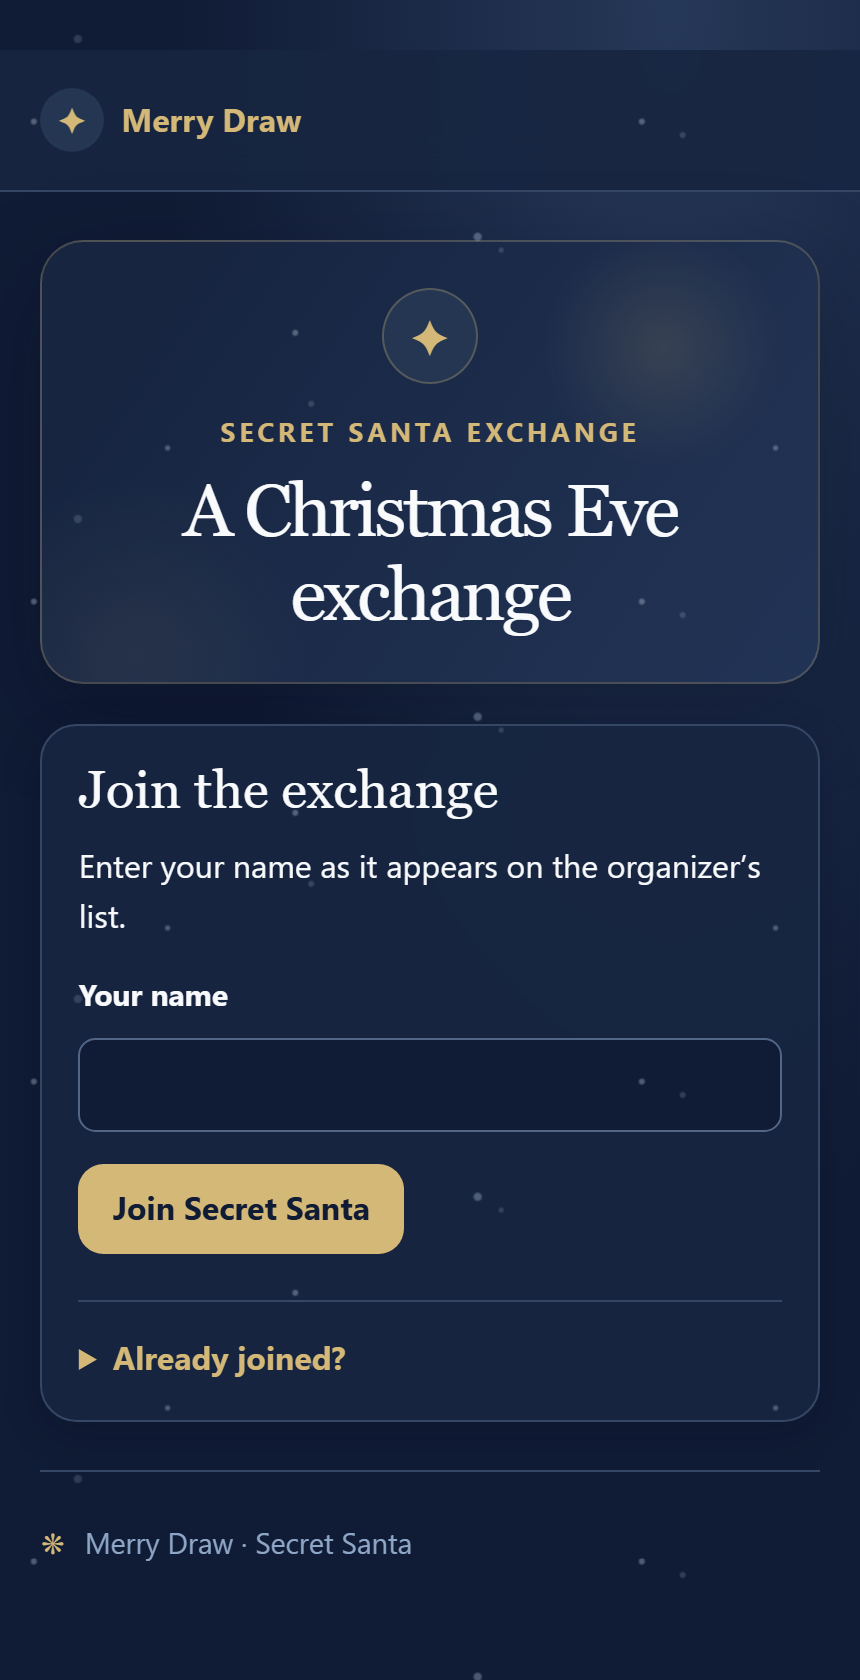 Merry Draw
SECRET SANTA EXCHANGE
A Christmas Eve
exchange
Join the exchange
Enter your name as it appears on the organizer’s
list.
Your name
Join Secret Santa
Already joined?
Merry Draw · Secret Santa